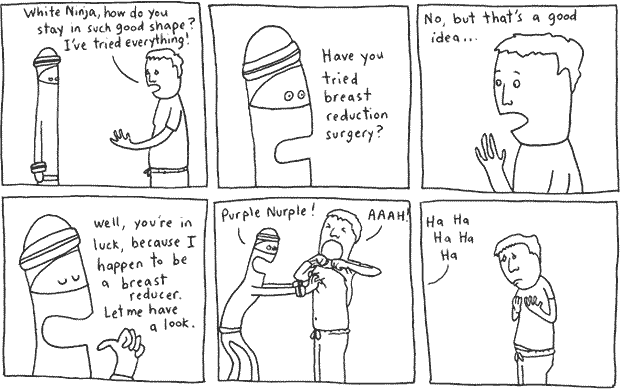 White Ninja, how do you
stay in such good shape?
I've tried everything!
Have you
tried
breast
reduction
surgery?
No, but that's a good
idea...
Well, you're in
luck, because I
happen to be
a breast
reducer.
Let me have
a look.
Purple Nurple!
AAAH!
Ha Ha
Ha Ha
Ha